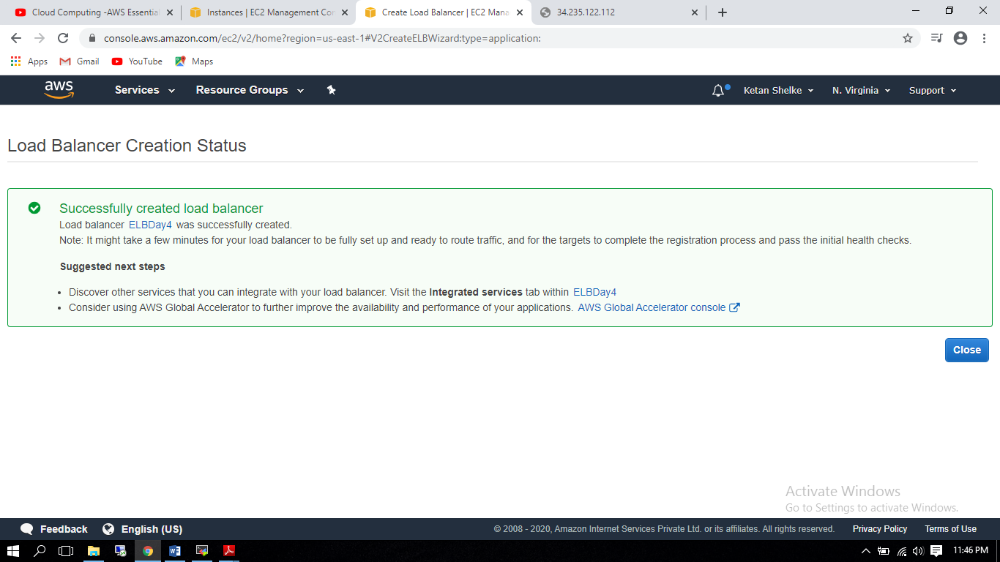 Cloud Computing -AWS Essentia
Instances | EC2 Management Con
Create Load Balancer | EC2 Mana
34.235.122.112
console.aws.amazon.com/ec2/v2/home?region=us-east-1#V2CreateELBWizard:type=application:
Apps Gmail YouTube Maps
aws Services Resource Groups Ketan Shelke N. Virginia Support
Load Balancer Creation Status
Successfully created load balancer
Load balancer ELBDay4 was successfully created.
Note: It might take a few minutes for your load balancer to be fully set up and ready to route traffic, and for the targets to complete the registration process and pass the initial health checks.
Suggested next steps
• Discover other services that you can integrate with your load balancer. Visit the Integrated services tab within ELBDay4
• Consider using AWS Global Accelerator to further improve the availability and performance of your applications. AWS Global Accelerator console
Close
Activate Windows
Go to Settings to activate Windows.
Feedback English (US) © 2008 - 2020, Amazon Internet Services Private Ltd. or its affiliates. All rights reserved. Privacy Policy Terms of Use
11:46 PM